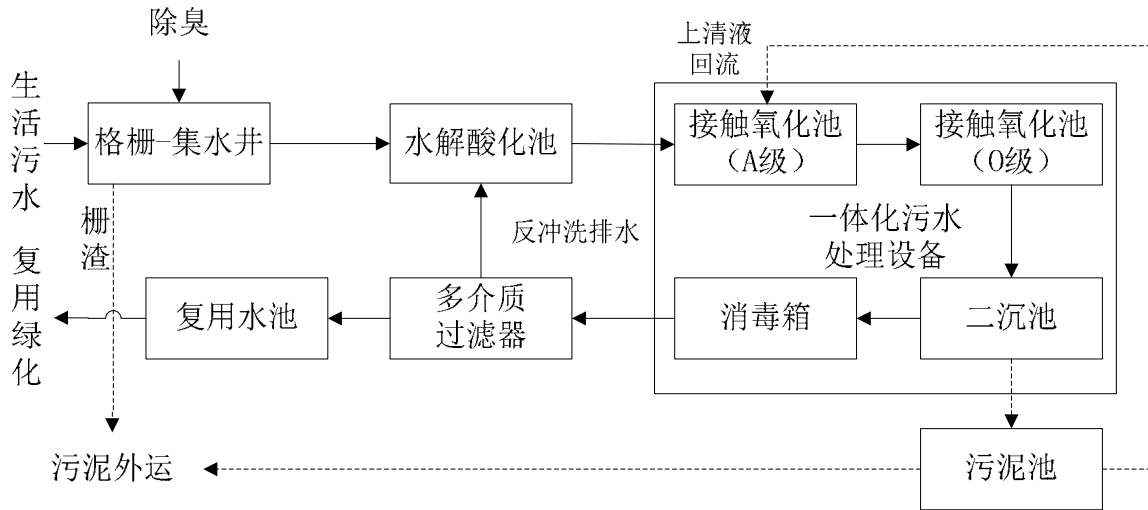 除臭
生活污水
格栅-集水井
水解酸化池
上清液
回流
接触氧化池
（A级）
接触氧化池
（O级）
栅渣
反冲洗排水
一体化污水
处理设备
复用绿化
复用水池
多介质
过滤器
消毒箱
二沉池
污泥外运
污泥池